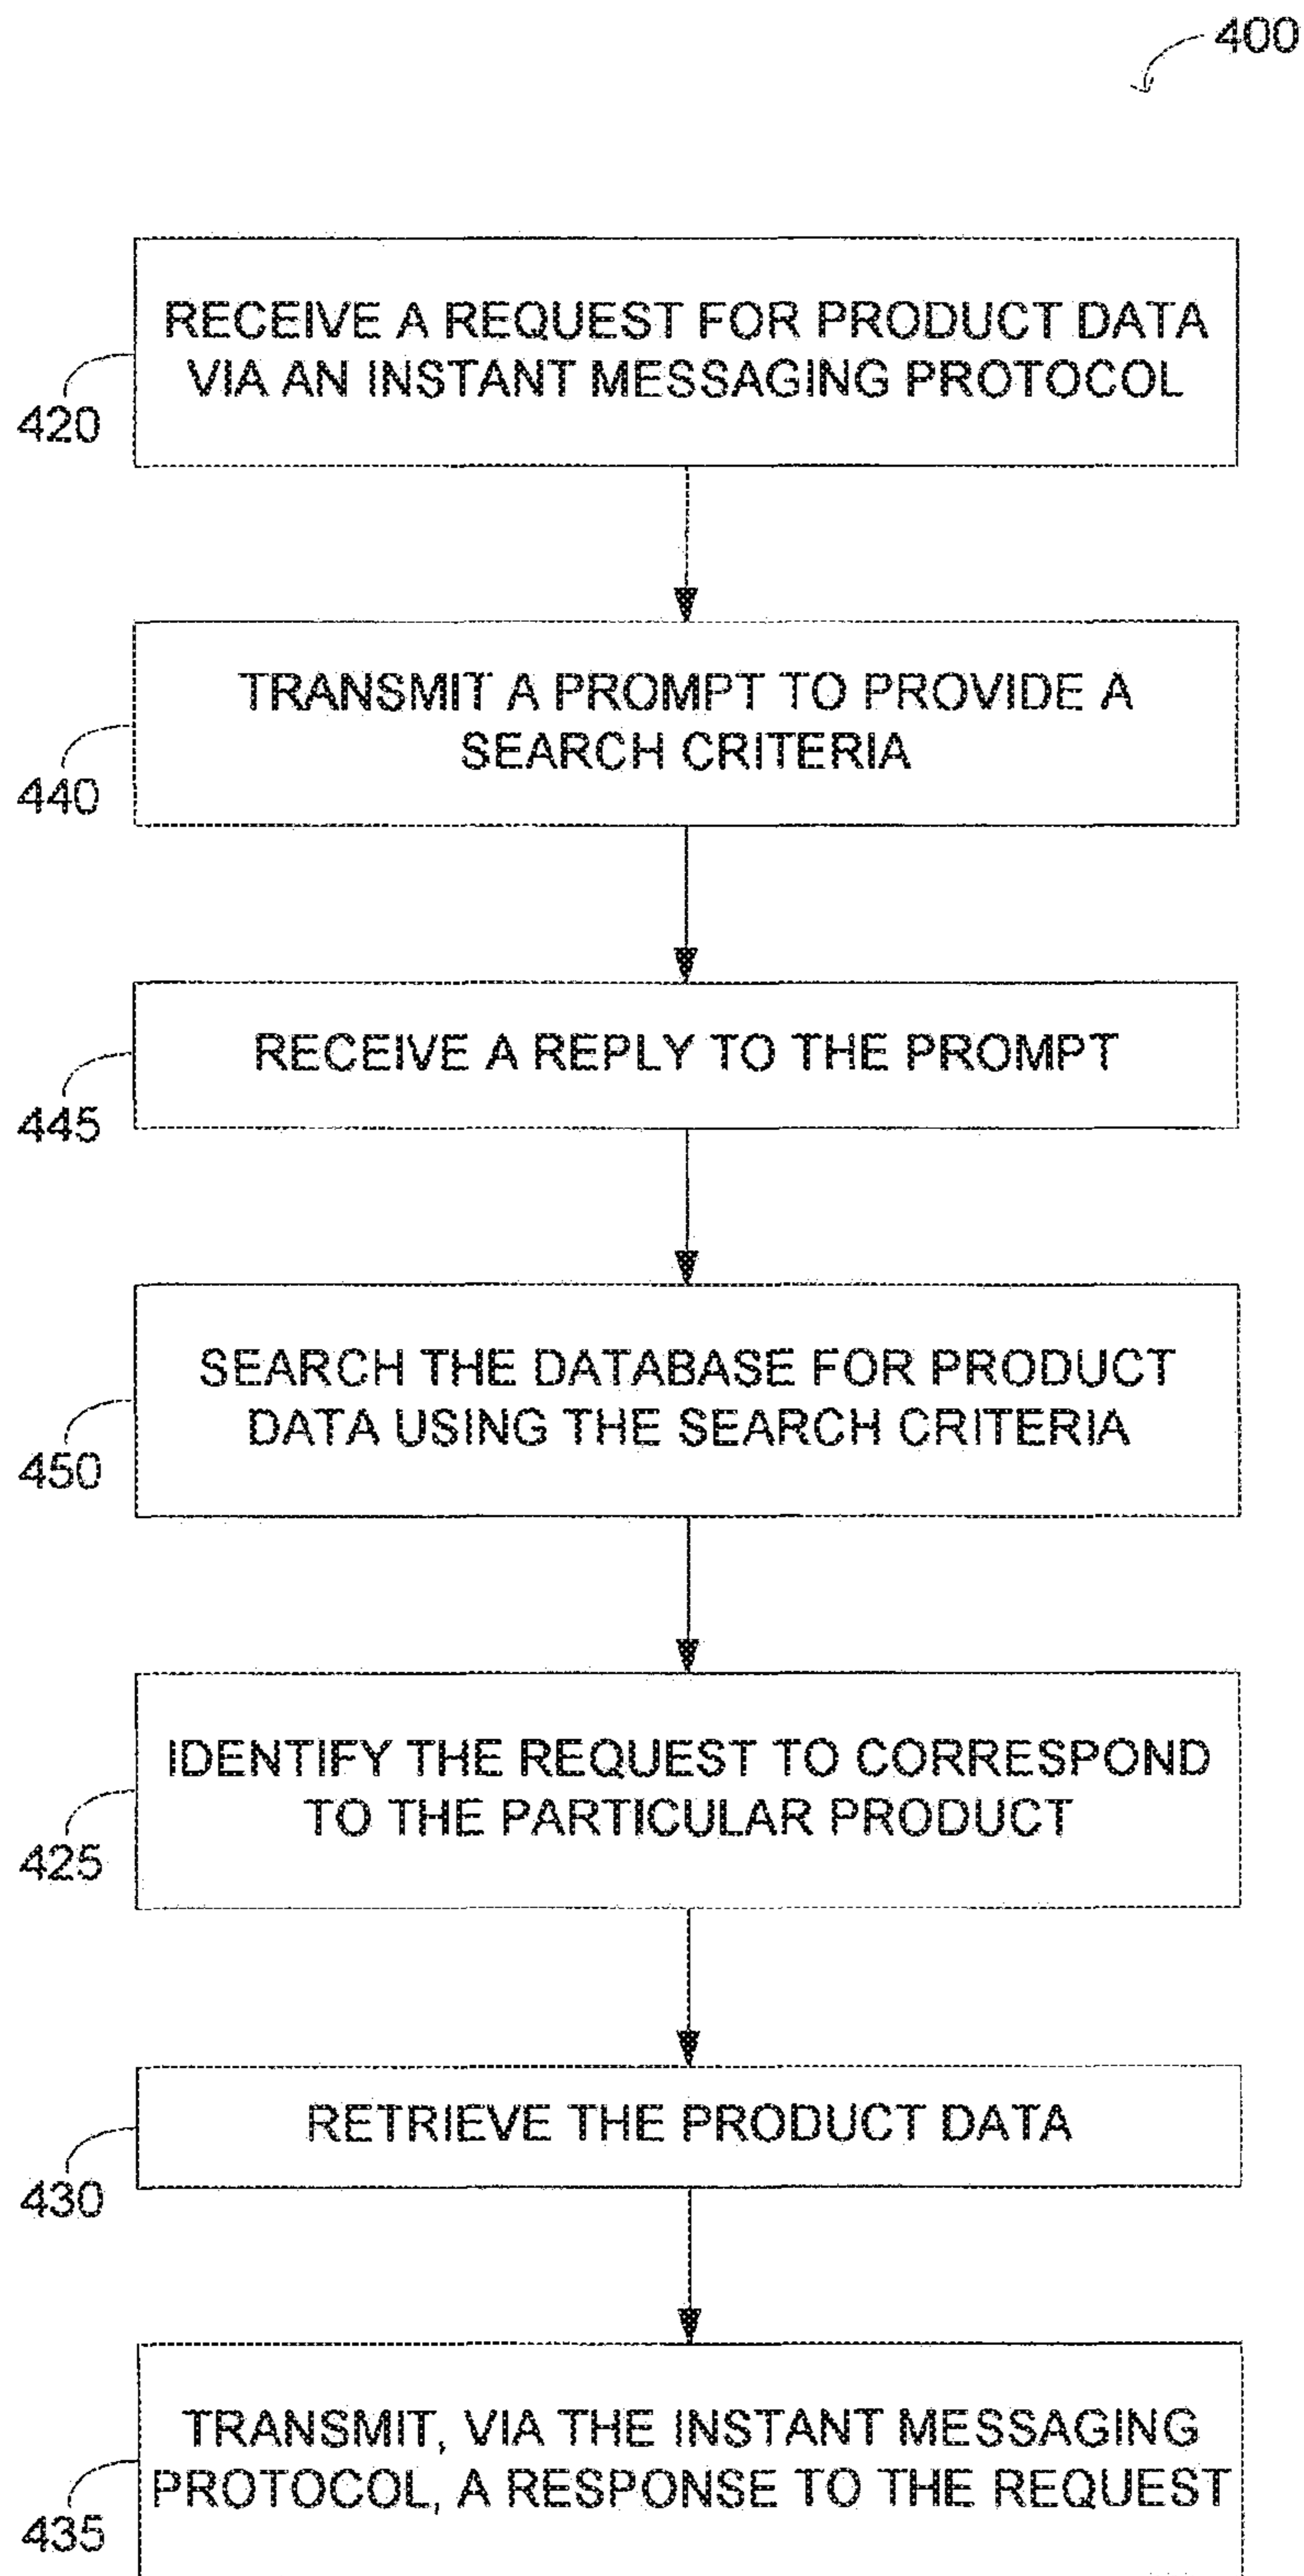 400
RECEIVE A REQUEST FOR PRODUCT DATA
VIA AN INSTANT MESSAGING PROTOCOL
420
TRANSMIT A PROMPT TO PROVIDE A
SEARCH CRITERIA
440
RECEIVE A REPLY TO THE PROMPT
445
SEARCH THE DATABASE FOR PRODUCT
DATA USING THE SEARCH CRITERIA
450
IDENTIFY THE REQUEST TO CORRESPOND
TO THE PARTICULAR PRODUCT
425
RETRIEVE THE PRODUCT DATA
430
TRANSMIT, VIA THE INSTANT MESSAGING
PROTOCOL, A RESPONSE TO THE REQUEST
435